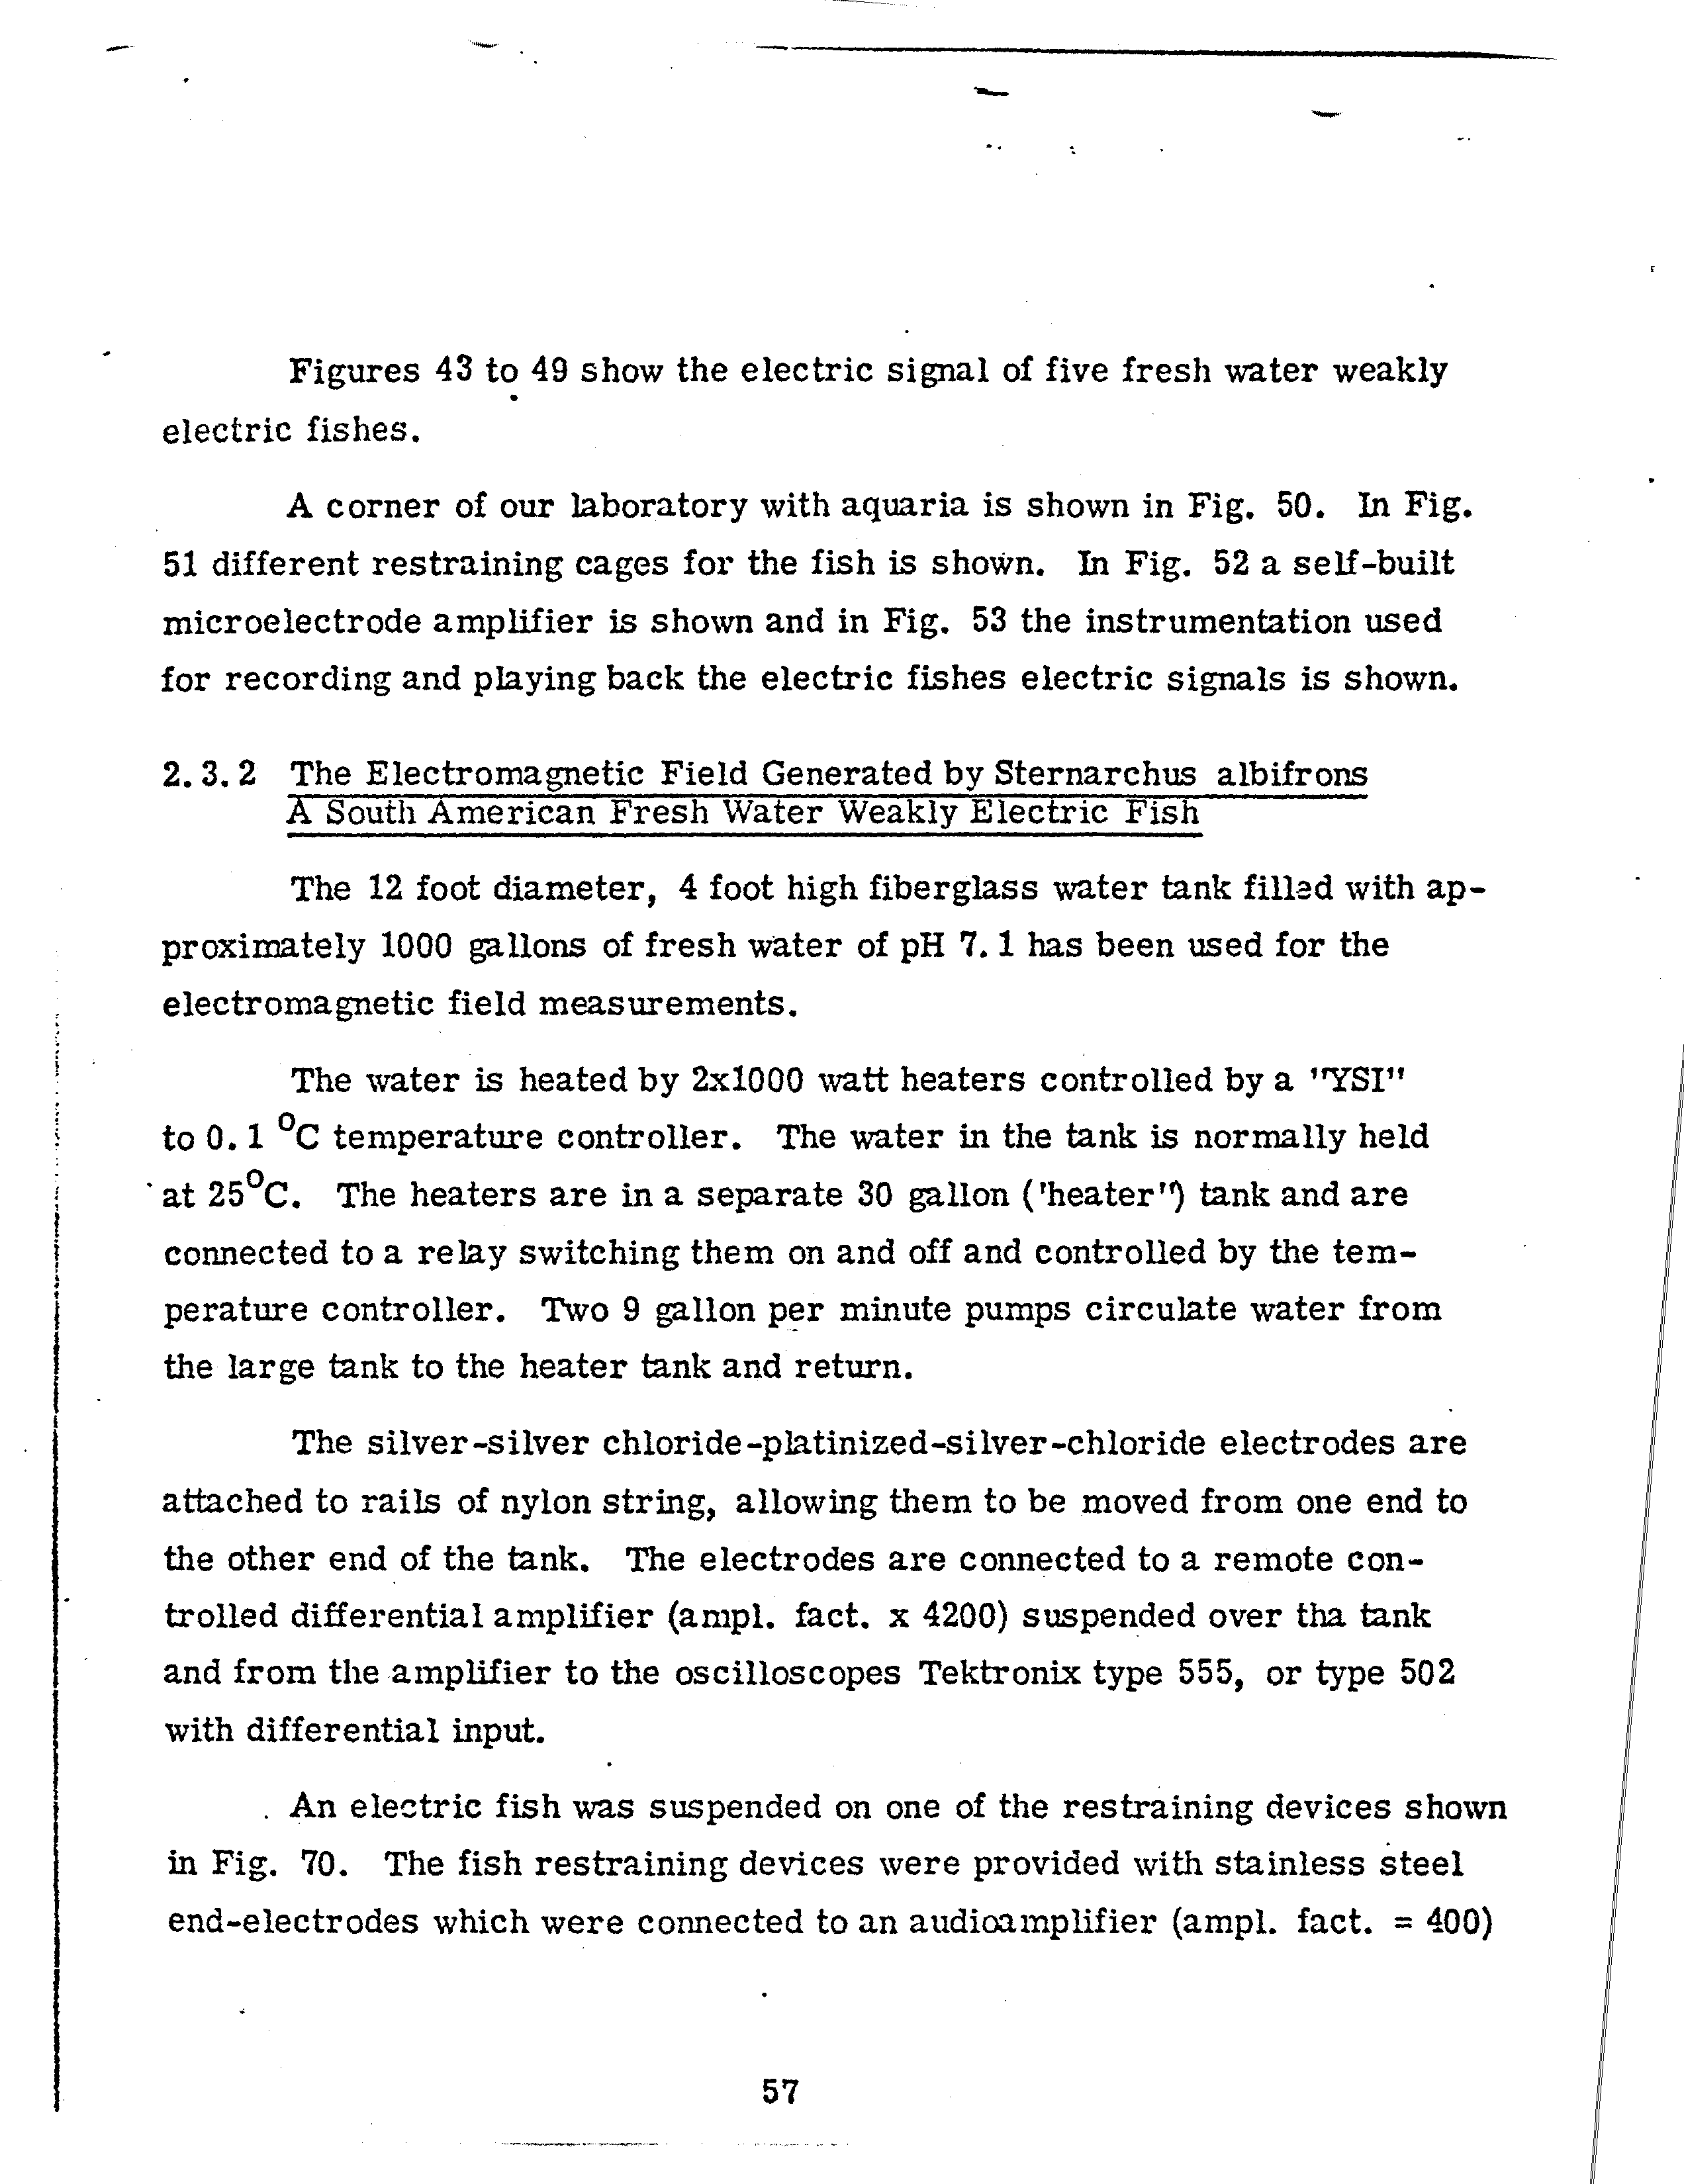 Figures 43 to 49 show the electric signal of five fresh water weakly
electric fishes.
A corner of our laboratory with aquaria is shown in Fig. 50. In Fig.
51 different restraining cages for the fish is shown. In Fig. 52 a self-built
microelectrode amplifier is shown and in Fig. 53 the instrumentation used
for recording and playing back the electric fishes electric signals is shown.
2.3.2 The Electromagnetic Field Generated by Sternarchus albifrons
A South American Fresh Water Weakly Electric Fish
The 12 foot diameter, 4 foot high fiberglass water tank filled with ap-
proximately 1000 gallons of fresh water of pH 7.1 has been used for the
electromagnetic field measurements.
The water is heated by 2x1000 watt heaters controlled by a "YSI"
to 0.1 °C temperature controller. The water in the tank is normally held
at 25°C. The heaters are in a separate 30 gallon ('heater") tank and are
connected to a relay switching them on and off and controlled by the tem-
perature controller. Two 9 gallon per minute pumps circulate water from
the large tank to the heater tank and return.
The silver-silver chloride-platinized-silver-chloride electrodes are
attached to rails of nylon string, allowing them to be moved from one end to
the other end of the tank. The electrodes are connected to a remote con-
trolled differential amplifier (ampl. fact. x 4200) suspended over tha tank
and from the amplifier to the oscilloscopes Tektronix type 555, or type 502
with differential input.
An electric fish was suspended on one of the restraining devices shown
in Fig. 70. The fish restraining devices were provided with stainless steel
end-electrodes which were connected to an audioamplifier (ampl. fact. = 400)
57